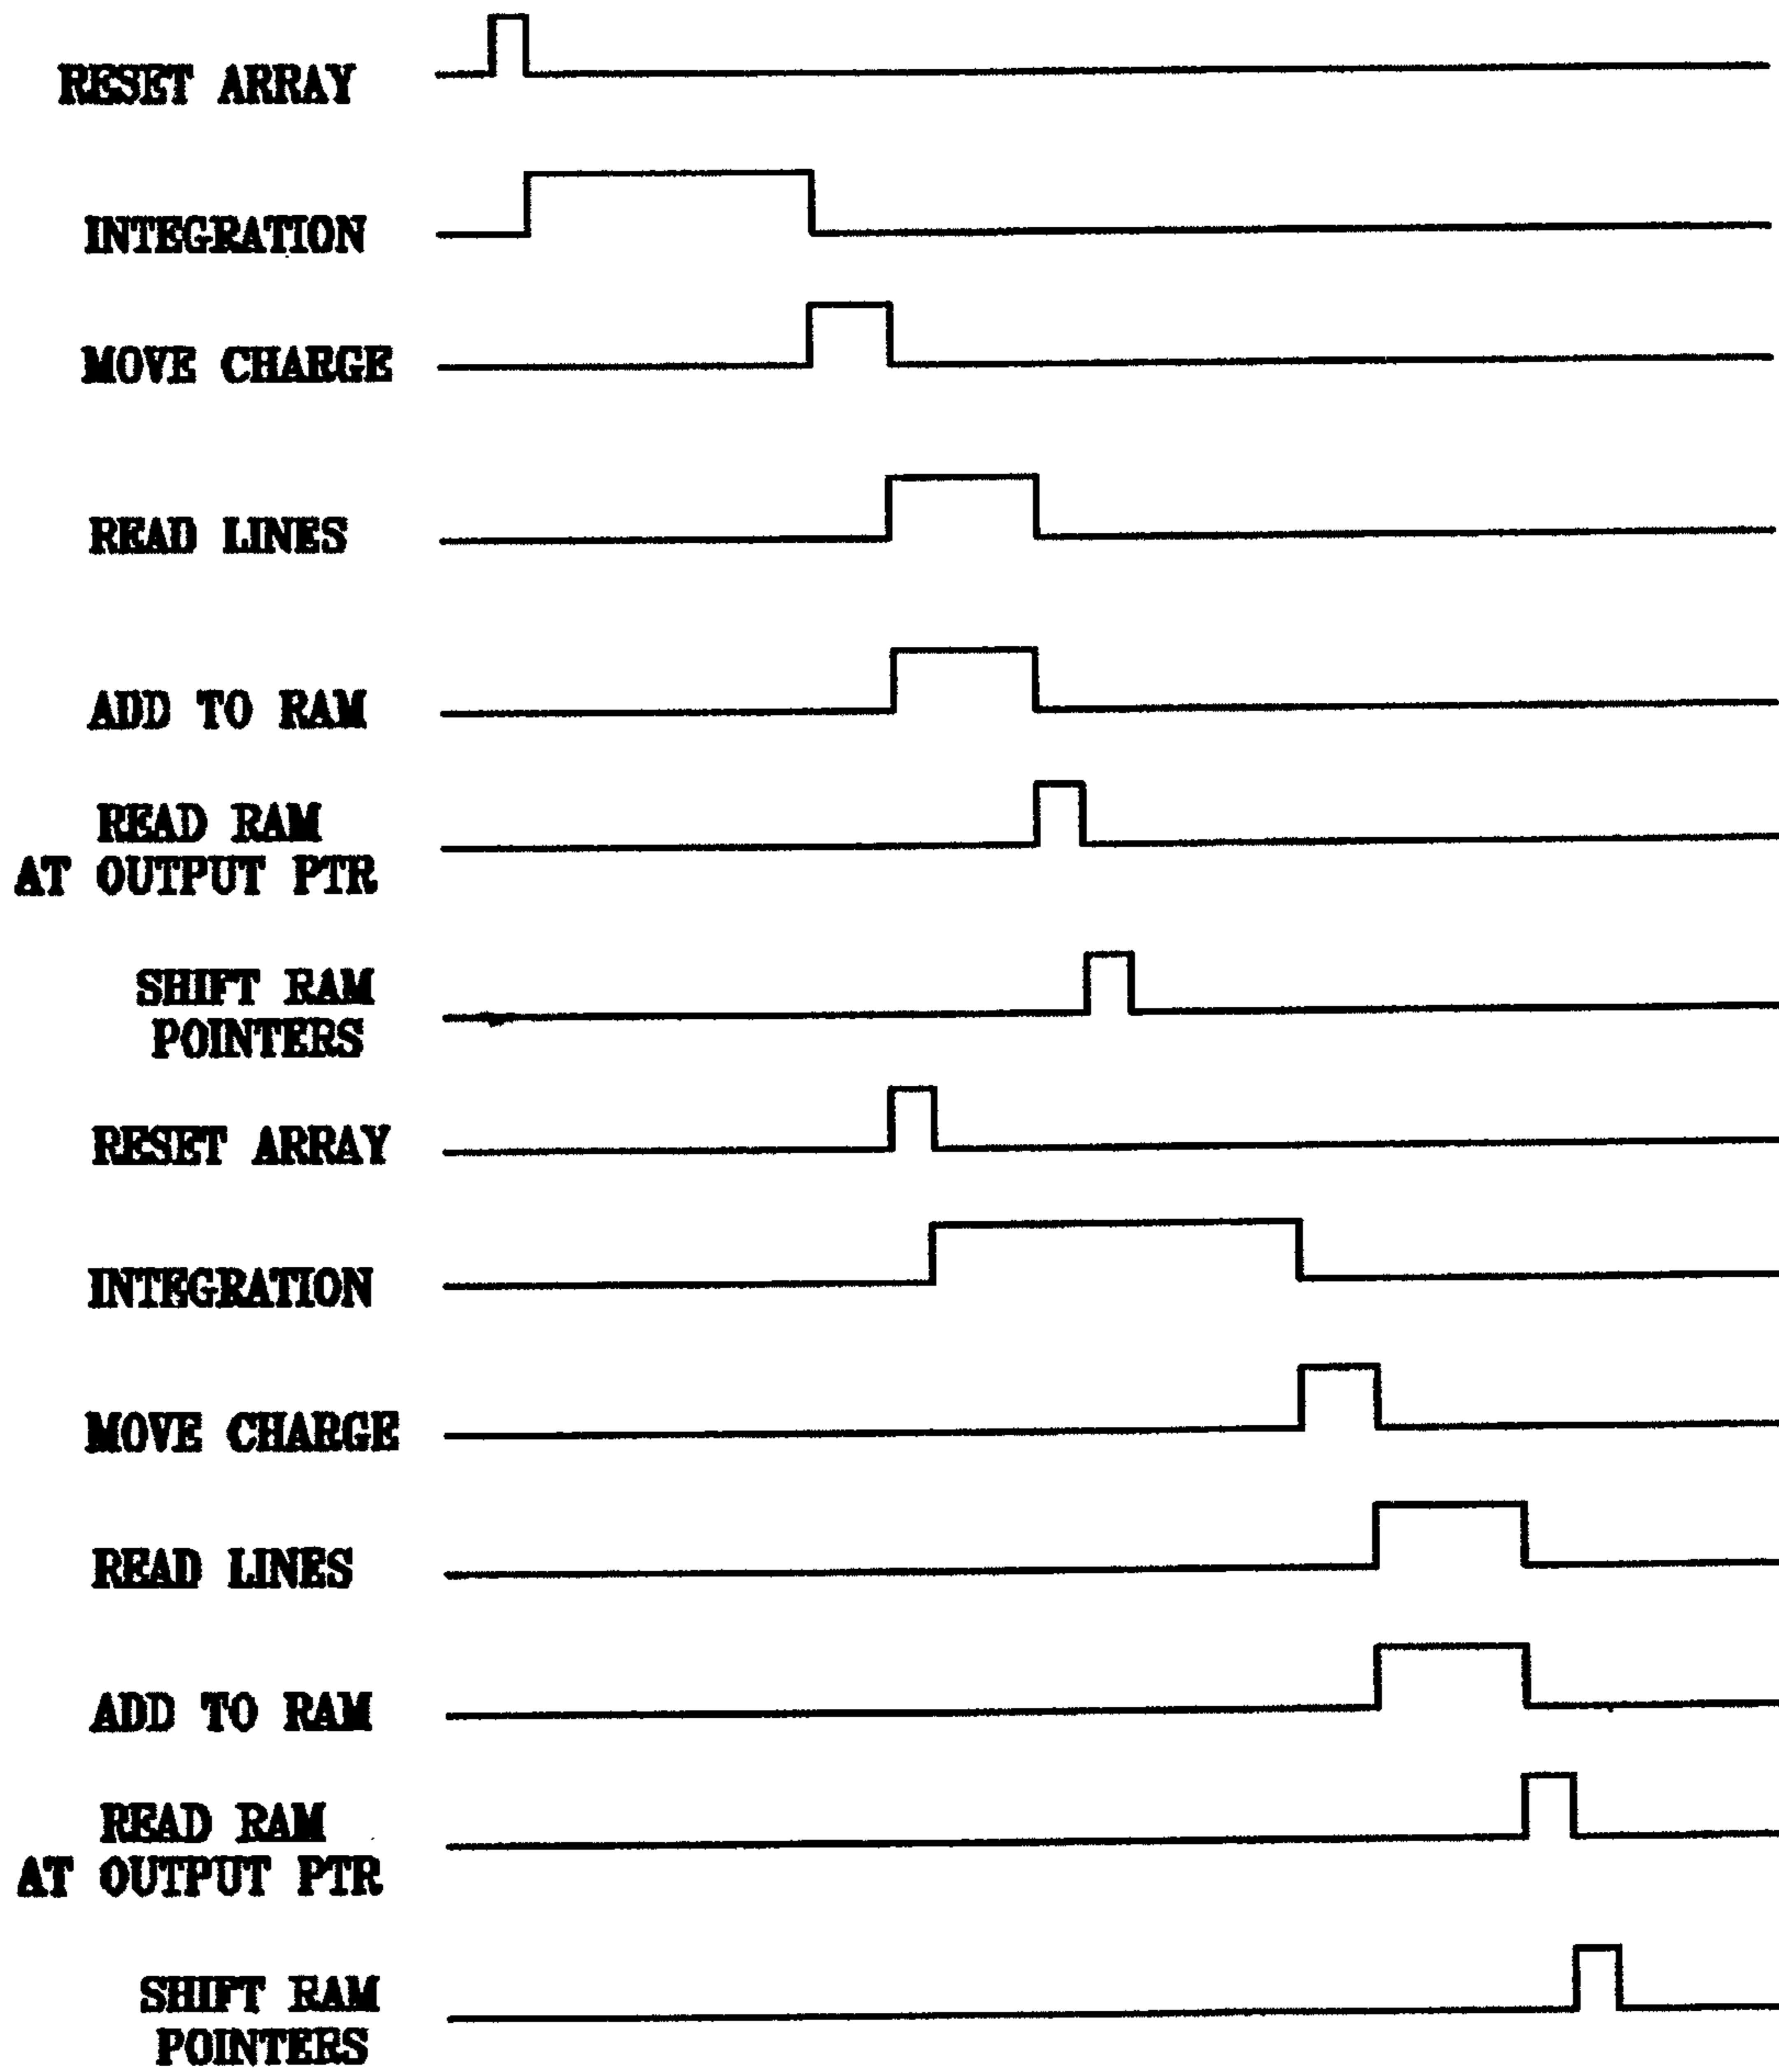 RESET ARRAY
INTEGRATION
MOVE CHARGE
READ LINES
ADD TO RAM
READ RAM
AT OUTPUT PTR
SHIFT RAM
POINTERS
RESET ARRAY
INTEGRATION
MOVE CHARGE
READ LINES
ADD TO RAM
READ RAM
AT OUTPUT PTR
SHIFT RAM
POINTERS